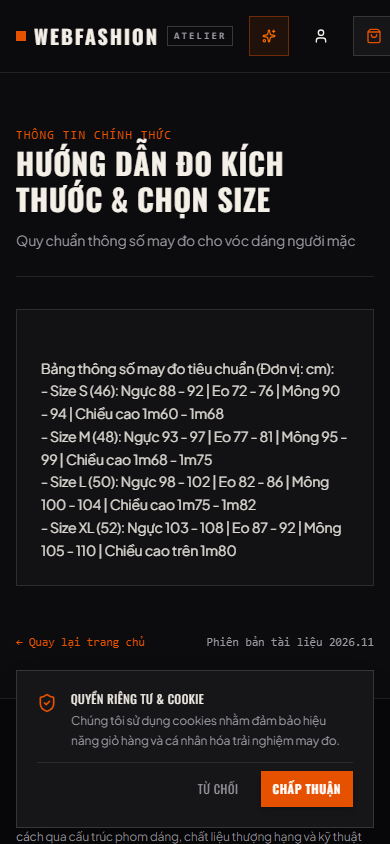 WEBFASHION ATELIER
THÔNG TIN CHÍNH THỨC
HƯỚNG DẪN ĐO KÍCH
THƯỚC & CHỌN SIZE
Quy chuẩn thông số may đo cho vóc dáng người mặc
Bảng thông số may đo tiêu chuẩn (Đơn vị: cm):
- Size S (46): Ngực 88 - 92 | Eo 72 - 76 | Mông 90
- 94 | Chiều cao 1m60 - 1m68
- Size M (48): Ngực 93 - 97 | Eo 77 - 81 | Mông 95 -
99 | Chiều cao 1m68 - 1m75
- Size L (50): Ngực 98 - 102 | Eo 82 - 86 | Mông
100 - 104 | Chiều cao 1m75 - 1m82
- Size XL (52): Ngực 103 - 108 | Eo 87 - 92 | Mông
105 - 110 | Chiều cao trên 1m80
← Quay lại trang chủ Phiên bản tài liệu 2026.11
QUYỀN RIÊNG TƯ & COOKIE
Chúng tôi sử dụng cookies nhằm đảm bảo hiệu
năng giỏ hàng và cá nhân hóa trải nghiệm may đo.
TỪ CHỐI CHẤP THUẬN
cách qua cấu trúc phom dáng, chất liệu thượng hạng và kỹ thuật